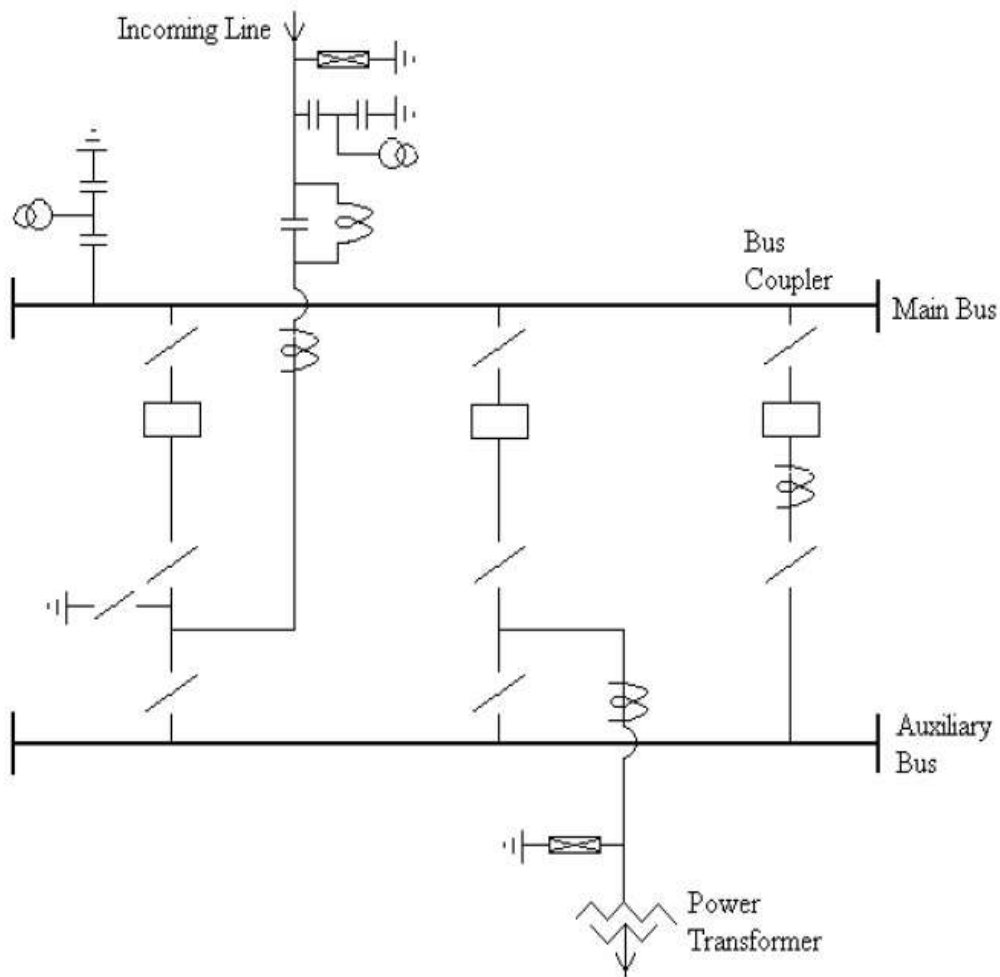 Incoming Line
Bus
Coupler
Main Bus
Auxiliary
Bus
Power
Transformer